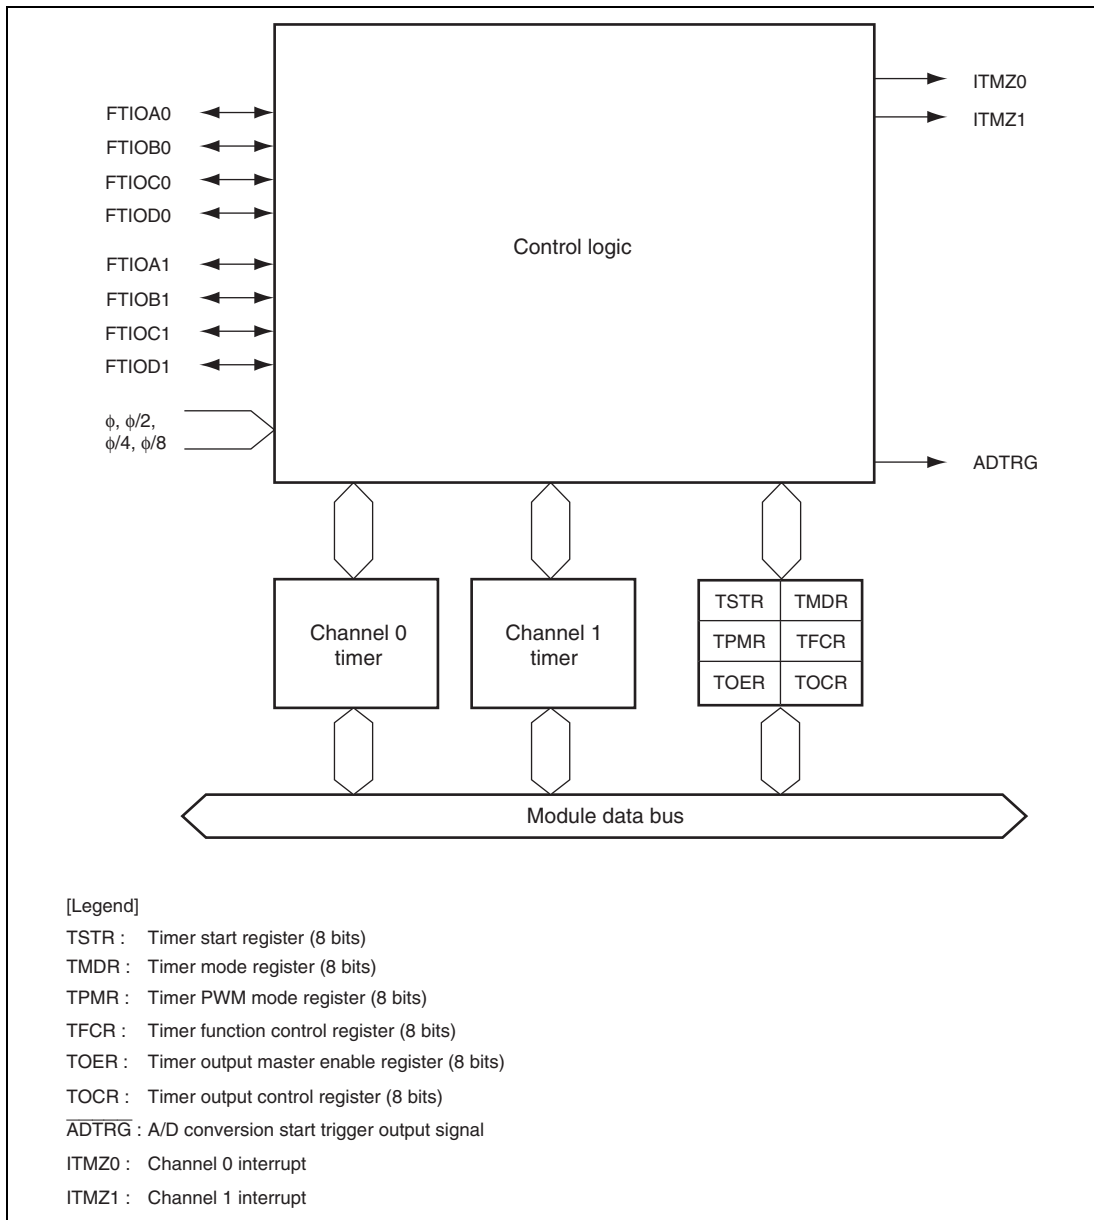 ITMZ0
ITMZ1
FTIOA0
FTIOB0
FTIOC0
FTIOD0
FTIOA1
FTIOB1
FTIOC1
FTIOD1
Control logic
ϕ, ϕ/2,
ϕ/4, ϕ/8
ADTRG
Channel 0
timer
Channel 1
timer
TSTR TMDR
TPMR TFCR
TOER TOCR
Module data bus
[Legend]
TSTR : Timer start register (8 bits)
TMDR : Timer mode register (8 bits)
TPMR : Timer PWM mode register (8 bits)
TFCR : Timer function control register (8 bits)
TOER : Timer output master enable register (8 bits)
TOCR : Timer output control register (8 bits)
A̅D̅T̅R̅G̅ : A/D conversion start trigger output signal
ITMZ0 : Channel 0 interrupt
ITMZ1 : Channel 1 interrupt